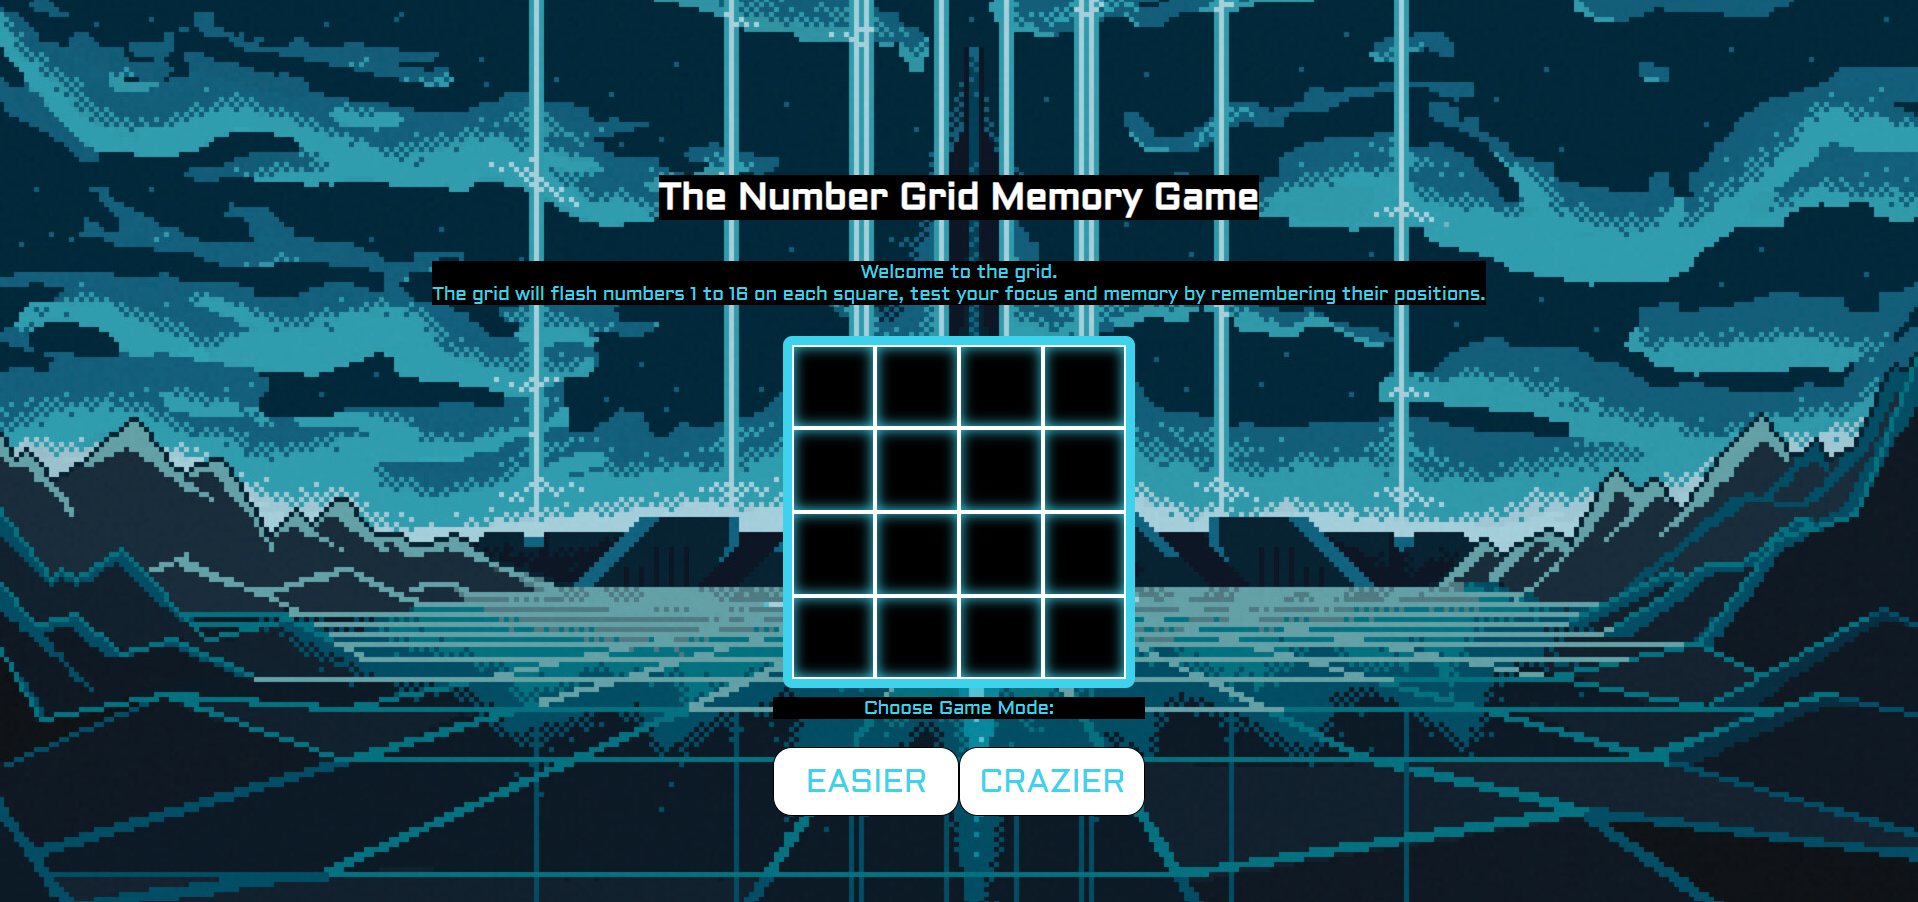 The Number Grid Memory Game
Welcome to the grid.
The grid will flash numbers 1 to 16 on each square, test your focus and memory by remembering their positions.
Choose Game Mode:
EASIER CRAZIER